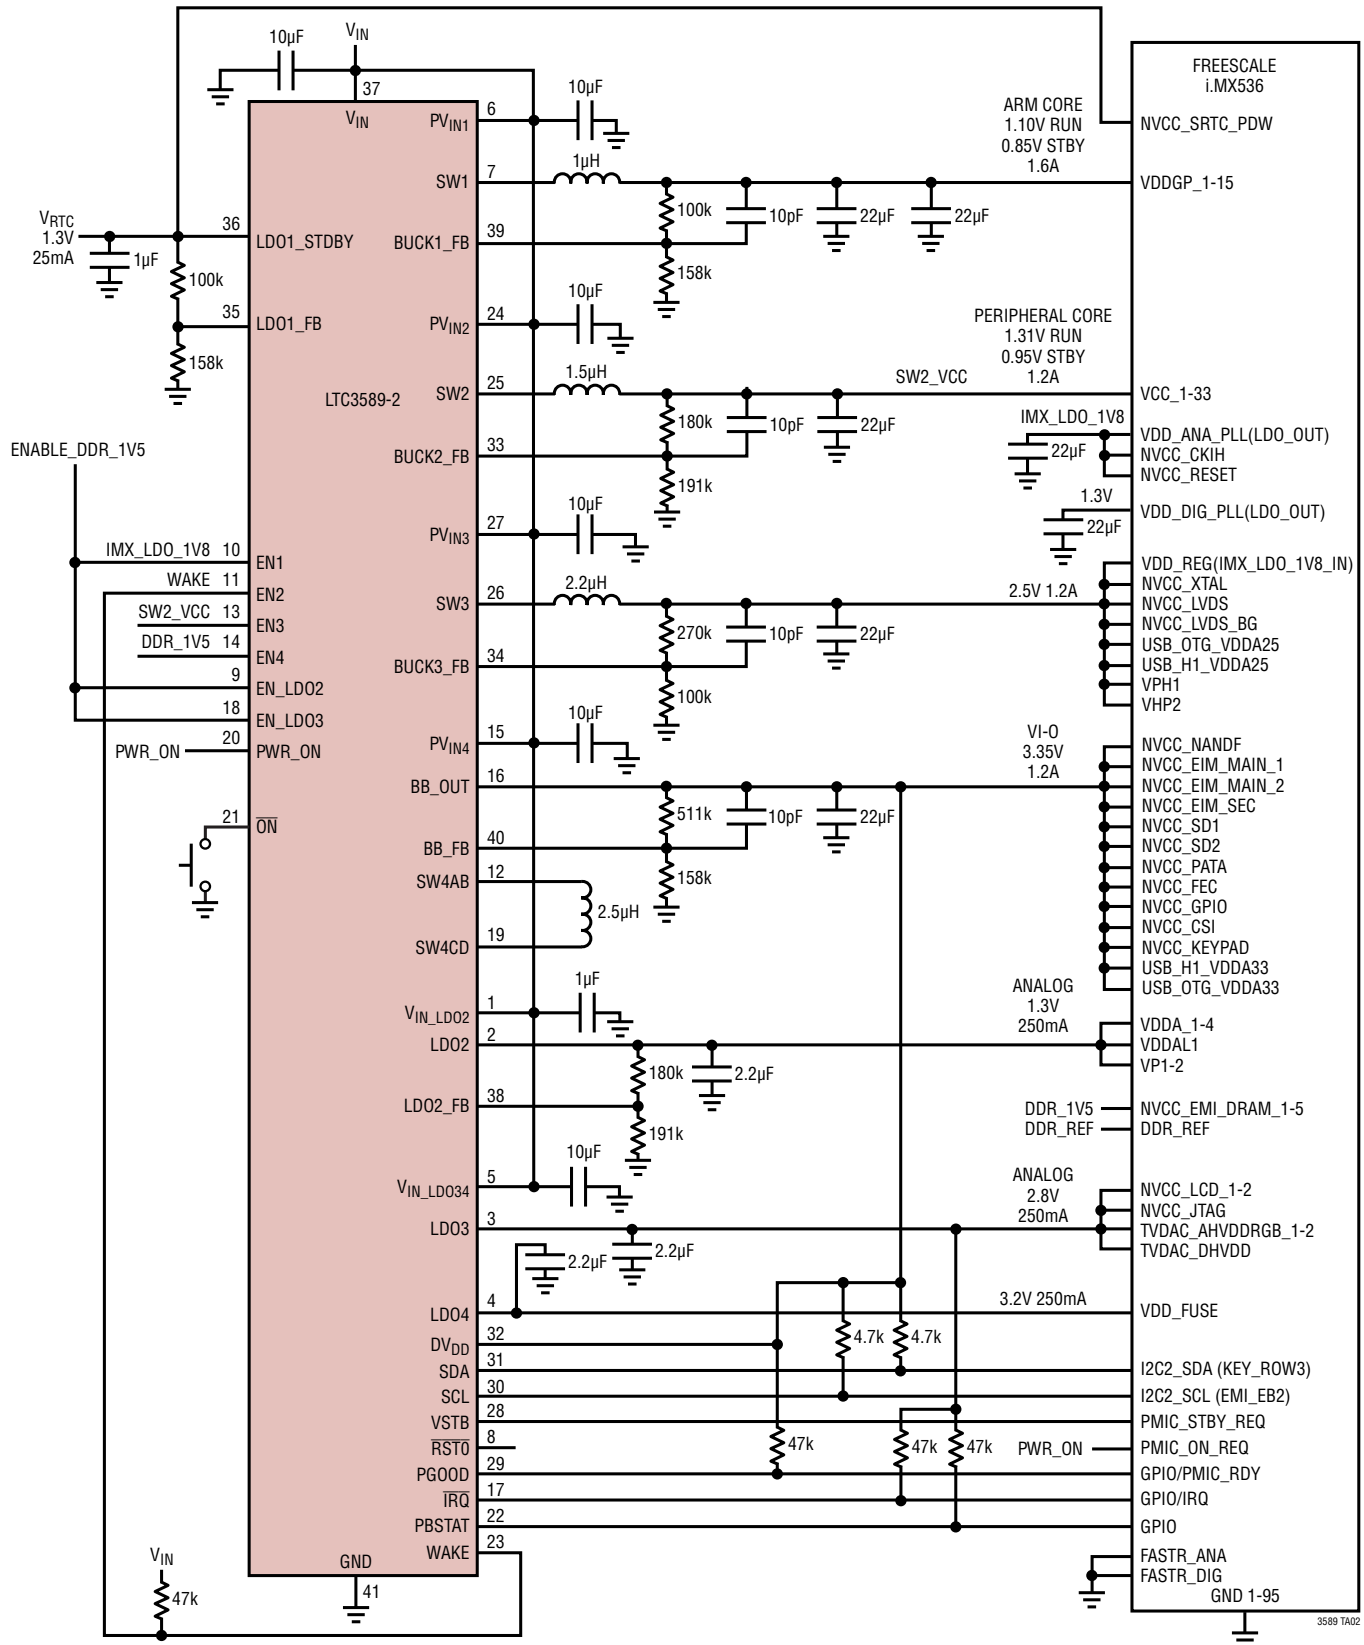 10µF
VIN
37
VIN
FREESCALE
i.MX536
NVCC_SRTC_PDW
6
PVIN1
10µF
ARM CORE
1.10V RUN
0.85V STBY
1.6A
7
SW1
1µH
VDDGP_1-15
100k
10pF
22µF
22µF
39
BUCK1_FB
158k
VRTC
1.3V
25mA
1µF
36
LDO1_STDBY
100k
35
LDO1_FB
158k
24
PVIN2
10µF
PERIPHERAL CORE
1.31V RUN
0.95V STBY
1.2A
LTC3589-2
25
SW2
1.5µH
SW2_VCC
VCC_1-33
180k
10pF
22µF
33
BUCK2_FB
191k
IMX_LDO_1V8
22µF
VDD_ANA_PLL(LDO_OUT)
NVCC_CKIH
NVCC_RESET
1.3V
22µF
VDD_DIG_PLL(LDO_OUT)
ENABLE_DDR_1V5
27
PVIN3
10µF
IMX_LDO_1V8 10 EN1
WAKE 11 EN2
SW2_VCC 13 EN3
DDR_1V5 14 EN4
9 EN_LDO2
18 EN_LDO3
PWR_ON 20 PWR_ON
21 ON
26
SW3
2.2µH
2.5V 1.2A
270k
10pF
22µF
34
BUCK3_FB
100k
VDD_REG(IMX_LDO_1V8_IN)
NVCC_XTAL
NVCC_LVDS
NVCC_LVDS_BG
USB_OTG_VDDA25
USB_H1_VDDA25
VPH1
VHP2
15
PVIN4
10µF
VI-O
3.35V
1.2A
16
BB_OUT
511k
10pF
22µF
40
BB_FB
158k
12
SW4AB
2.5µH
19
SW4CD
NVCC_NANDF
NVCC_EIM_MAIN_1
NVCC_EIM_MAIN_2
NVCC_EIM_SEC
NVCC_SD1
NVCC_SD2
NVCC_PATA
NVCC_FEC
NVCC_GPIO
NVCC_CSI
NVCC_KEYPAD
USB_H1_VDDA33
USB_OTG_VDDA33
1
VIN_LDO2
1µF
ANALOG
1.3V
250mA
2
LDO2
180k
2.2µF
38
LDO2_FB
191k
VDDA_1-4
VDDAL1
VP1-2
DDR_1V5 NVCC_EMI_DRAM_1-5
DDR_REF DDR_REF
5
VIN_LDO34
10µF
ANALOG
2.8V
250mA
3
LDO3
2.2µF
2.2µF
NVCC_LCD_1-2
NVCC_JTAG
TVDAC_AHVDDRGB_1-2
TVDAC_DHVDD
4
LDO4
3.2V 250mA
VDD_FUSE
32
DVDD
4.7k
4.7k
31
SDA
I2C2_SDA (KEY_ROW3)
30
SCL
I2C2_SCL (EMI_EB2)
28
VSTB
PMIC_STBY_REQ
8
RST0
47k
47k
47k
PWR_ON PMIC_ON_REQ
29
PGOOD
GPIO/PMIC_RDY
17
IRQ
GPIO/IRQ
22
PBSTAT
GPIO
23
WAKE
GND
41
VIN
47k
FASTR_ANA
FASTR_DIG
GND 1-95
3589 TA02